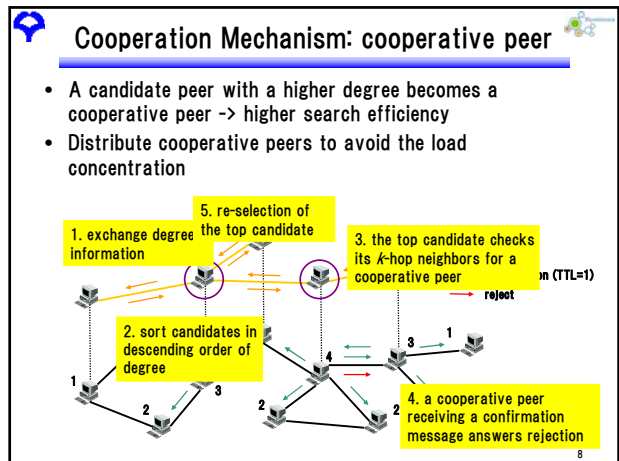 Cooperation Mechanism: cooperative peer
• A candidate peer with a higher degree becomes a
cooperative peer -> higher search efficiency
• Distribute cooperative peers to avoid the load
concentration
5. re-selection of
the top candidate
1. exchange degree
information
3. the top candidate checks
its k-hop neighbors for a
cooperative peer
(TTL=1)
reject
2. sort candidates in
descending order of
degree
1
3
4
1
3
2
2
2
4. a cooperative peer
receiving a confirmation
message answers rejection
8